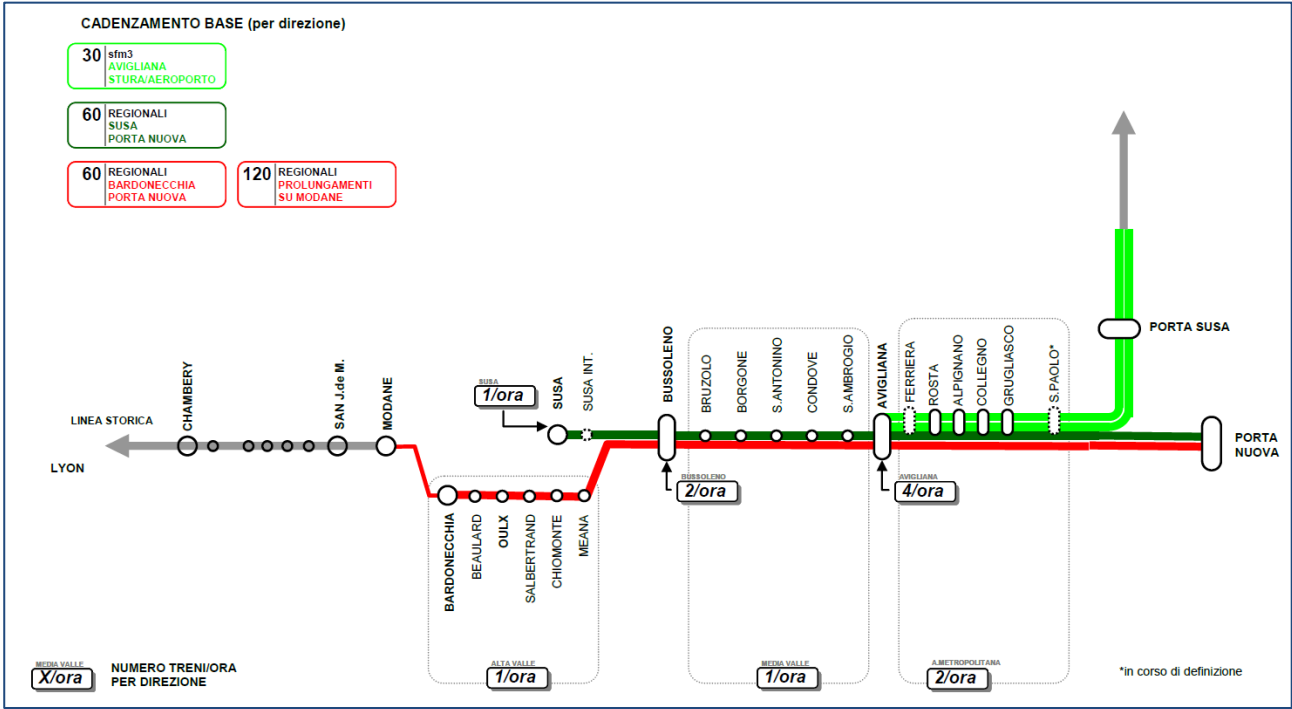 CADENZAMENTO BASE (per direzione)
30 sfm3
AVIGLIANA
STURA/AEROPORTO
60 REGIONALI
SUSA
PORTA NUOVA
60 REGIONALI
BARDONECCHIA
PORTA NUOVA
120 REGIONALI
PROLUNGAMENTI
SU MODANE
LINEA STORICA
LYON
CHAMBERY
SAN J.de M.
MODANE
SUSA
1/ora
SUSA
SUSA INT.
BUSSOLENO
BRUZOLO
BORGONE
S.ANTONINO
CONDOVE
S.AMBROGIO
AVIGLIANA
FERRIERA
ROSTA
ALPIGNANO
COLLEGNO
GRUGLIASCO
S.PAOLO*
PORTA SUSA
PORTA
NUOVA
BUSSOLENO
2/ora
AVIGLIANA
4/ora
BARDONECCHIA
BEAULARD
OULX
SALBERTRAND
CHIOMONTE
MEANA
MEDIA VALLE
X/ora
NUMERO TRENI/ORA
PER DIREZIONE
ALTA VALLE
1/ora
MEDIA VALLE
1/ora
A.METROPOLITANA
2/ora
*in corso di definizione